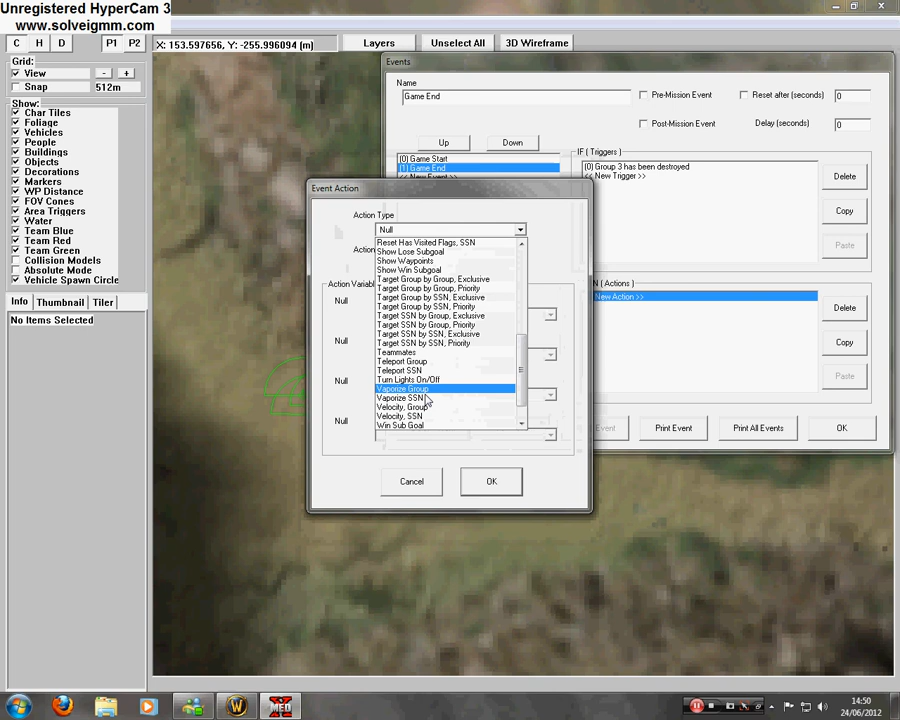 Unregistered HyperCam 3
www.solveigmm.com
C H D P1 P2 X: 153.597656, Y: -255.996094 (m) Layers Unselect All 3D Wireframe
Grid:
View - +
Snap 512m
Show:
Char Tiles
Foliage
Vehicles
People
Buildings
Objects
Decorations
Markers
WP Distance
FOV Cones
Area Triggers
Water
Team Blue
Team Red
Team Green
Collision Models
Absolute Mode
Vehicle Spawn Circle
Info Thumbnail Tiler
No Items Selected
Events
Name
Game End
Pre-Mission Event Reset after (seconds) 0
Post-Mission Event Delay (seconds) 0
Up Down
(0) Game Start
(1) Game End
<< New Event >>
IF ( Triggers )
(0) Group 3 has been destroyed
<< New Trigger >>
Delete
Copy
Paste
( Actions )
New Action >>
Delete
Copy
Paste
Event Print Event Print All Events OK
Event Action
Action Type
Null
Action Variabl
Null
Null
Null
Null
Reset Has Visited Flags, SSN
Show Lose Subgoal
Show Waypoints
Show Win Subgoal
Target Group by Group, Exclusive
Target Group by Group, Priority
Target Group by SSN, Exclusive
Target Group by SSN, Priority
Target SSN by Group, Exclusive
Target SSN by Group, Priority
Target SSN by SSN, Exclusive
Target SSN by SSN, Priority
Teammates
Teleport Group
Teleport SSN
Turn Lights On/Off
Vaporize Group
Vaporize SSN
Velocity, Group
Velocity, SSN
Win Sub Goal
Cancel OK
MED
14:50
24/06/2012